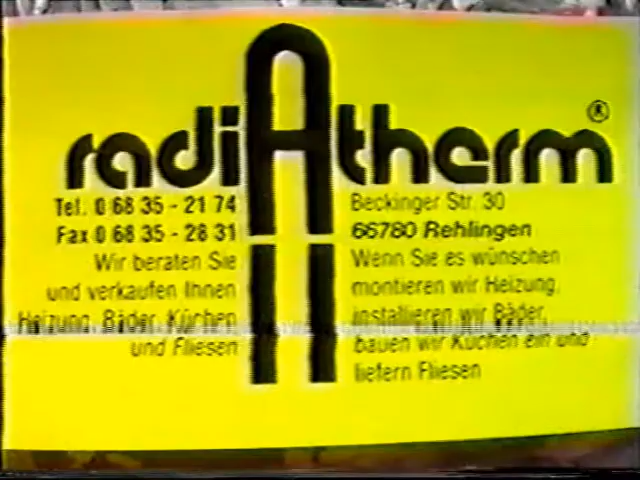 radiAtherm ®
Tel. 0 68 35 - 21 74
Fax 0 68 35 - 28 31
Wir beraten Sie
und verkaufen Ihnen
Heizung, Bäder, Küchen
und Fliesen
Beckinger Str. 30
66780 Rehlingen
Wenn Sie es wünschen
montieren wir Heizung,
installieren wir Bäder,
bauen wir Küchen ein und
liefern Fliesen